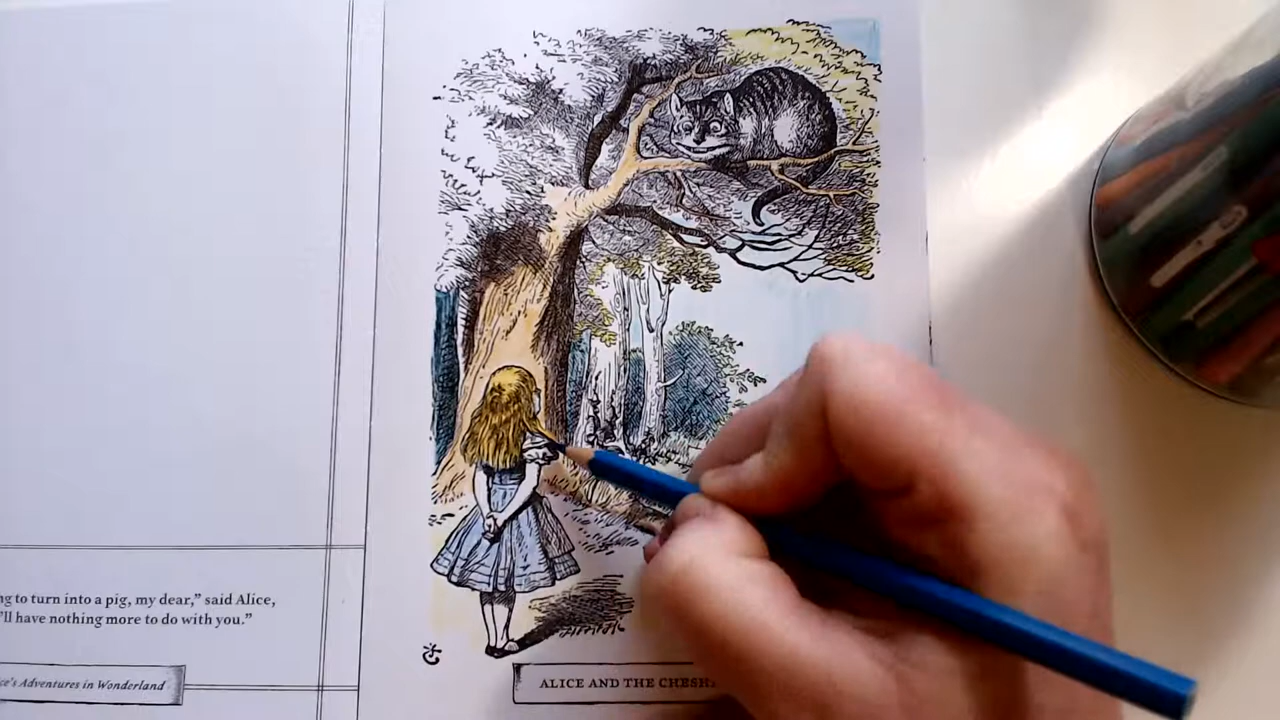 ng to turn into a pig, my dear,” said Alice,
’ll have nothing more to do with you.”
ce’s Adventures in Wonderland
ALICE AND THE CHESH